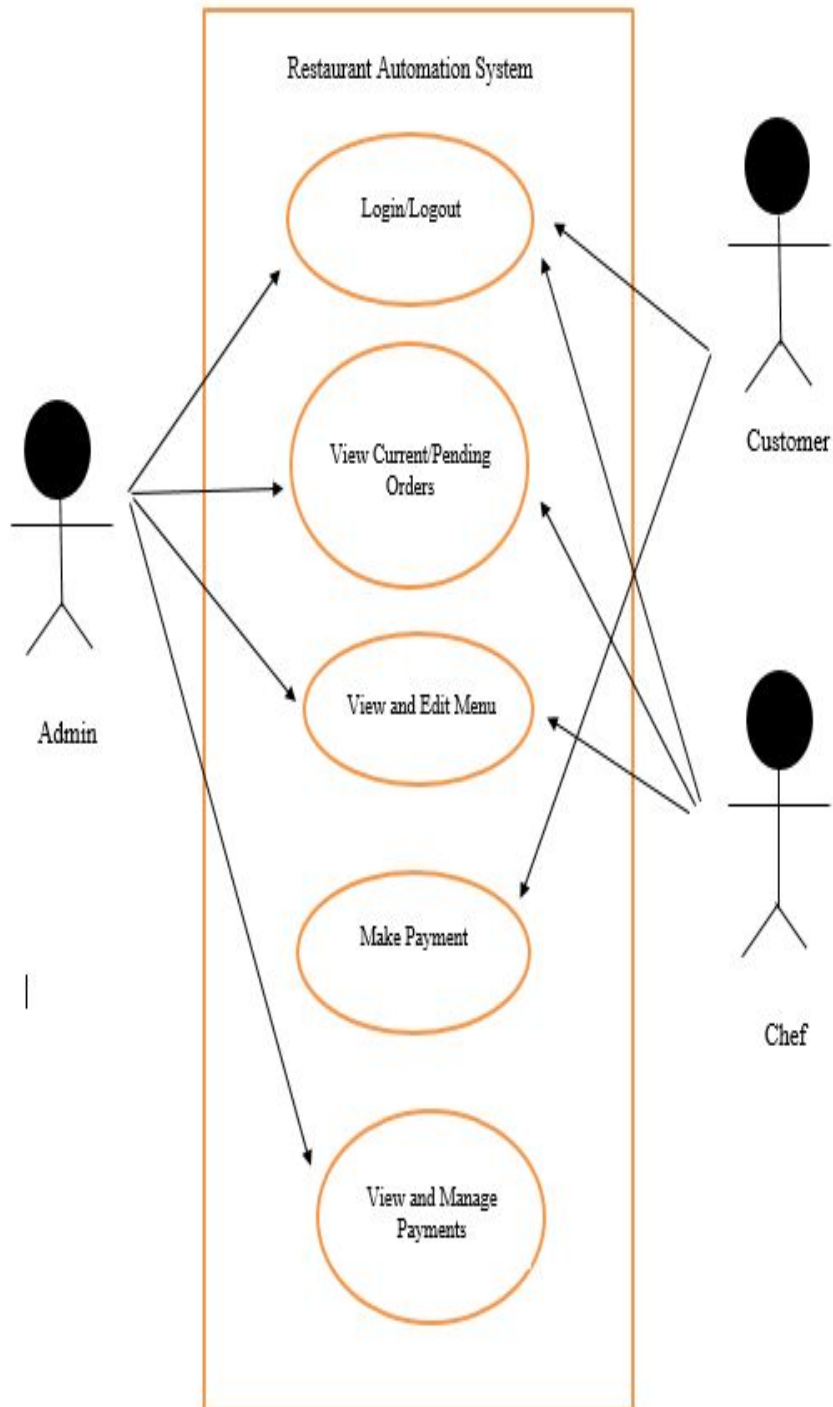 Restaurant Automation System
Login/Logout
View Current/Pending
Orders
Customer
View and Edit Menu
Admin
Make Payment
Chef
View and Manage
Payments